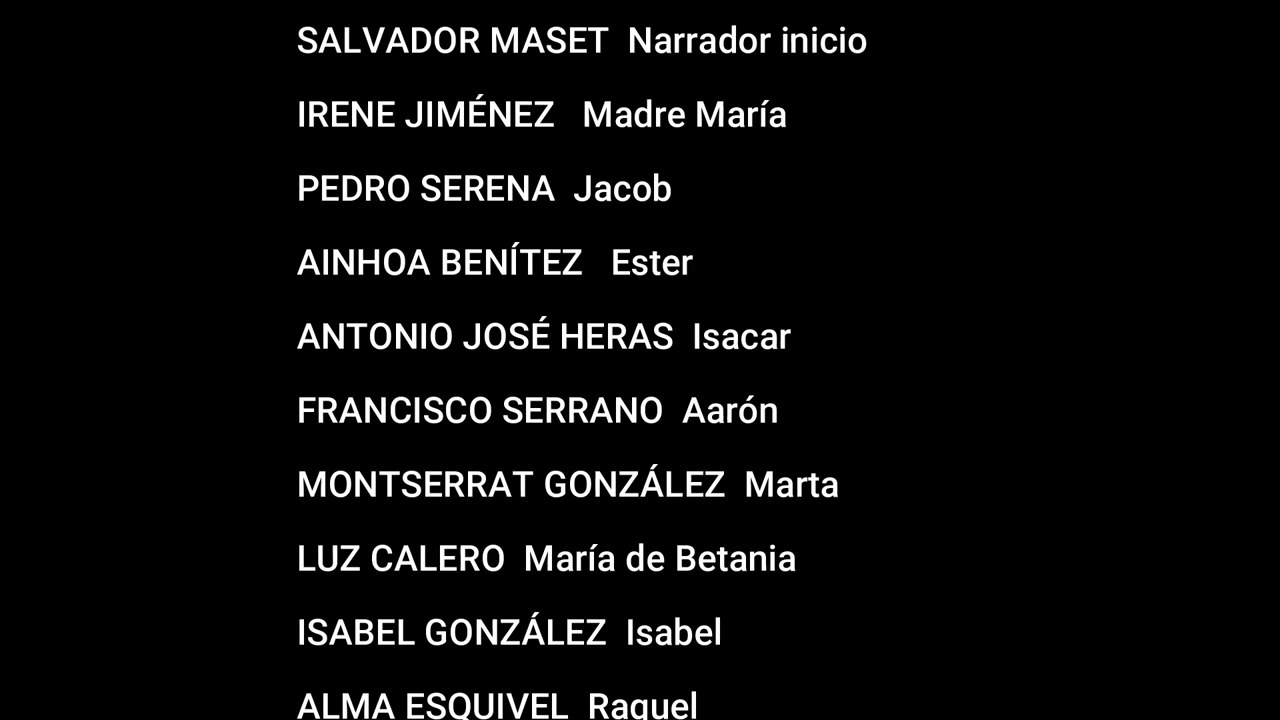 SALVADOR MASET  Narrador inicio
IRENE JIMÉNEZ   Madre María
PEDRO SERENA  Jacob
AINHOA BENÍTEZ   Ester
ANTONIO JOSÉ HERAS  Isacar
FRANCISCO SERRANO  Aarón
MONTSERRAT GONZÁLEZ  Marta
LUZ CALERO  María de Betania
ISABEL GONZÁLEZ  Isabel
ALMA ESQUIVEL  Raquel